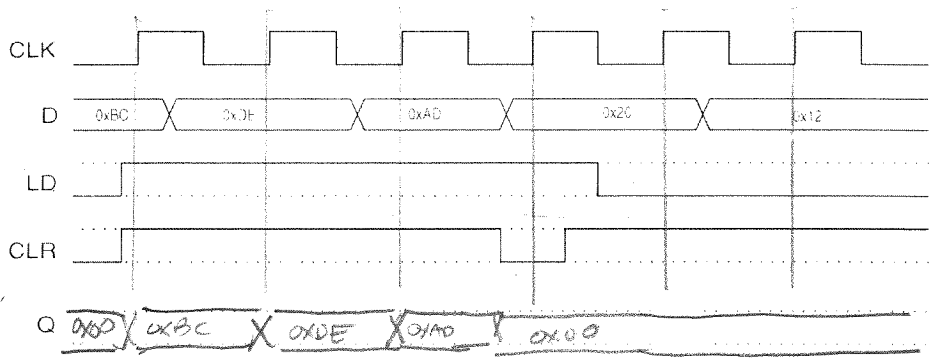 CLK
D 0xBC 0xDE 0xAD 0x20 0x12
LD
CLR
Q 0x00 0xBC 0xDE 0xAD 0x00